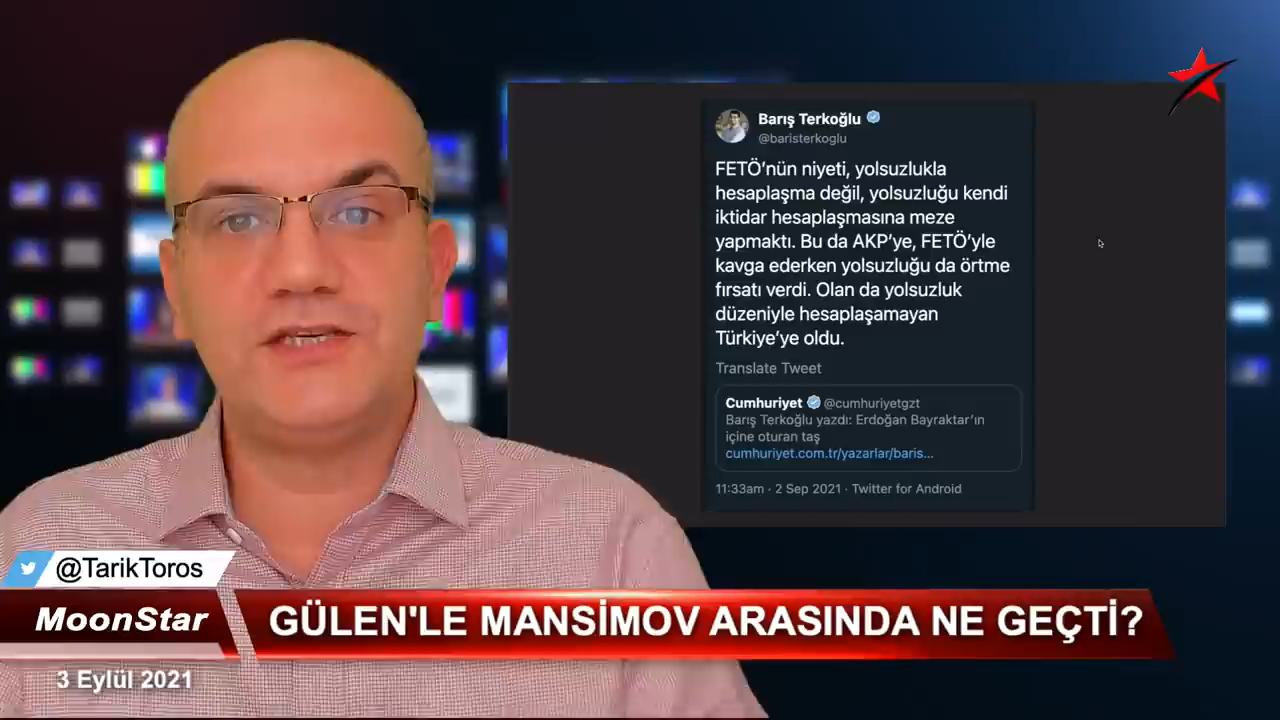 Barış Terkoğlu
@baristerkoglu
FETÖ’nün niyeti, yolsuzlukla
hesaplaşma değil, yolsuzluğu kendi
iktidar hesaplaşmasına meze
yapmaktı. Bu da AKP’ye, FETÖ’yle
kavga ederken yolsuzluğu da örtme
fırsatı verdi. Olan da yolsuzluk
düzeniyle hesaplaşamayan
Türkiye’ye oldu.
Translate Tweet
Cumhuriyet @cumhuriyetgzt
Barış Terkoğlu yazdı: Erdoğan Bayraktar’ın
içine oturan taş
cumhuriyet.com.tr/yazarlar/baris...
11:33am · 2 Sep 2021 · Twitter for Android
@TarikToros
MoonStar
GÜLEN'LE MANSİMOV ARASINDA NE GEÇTİ?
3 Eylül 2021